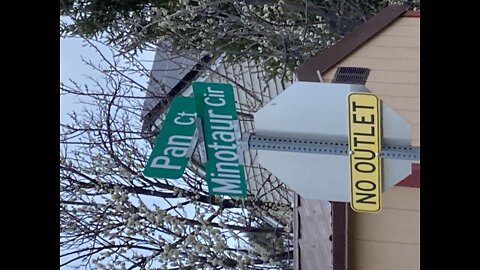 Pan Ct
Minotaur Cir
NO OUTLET